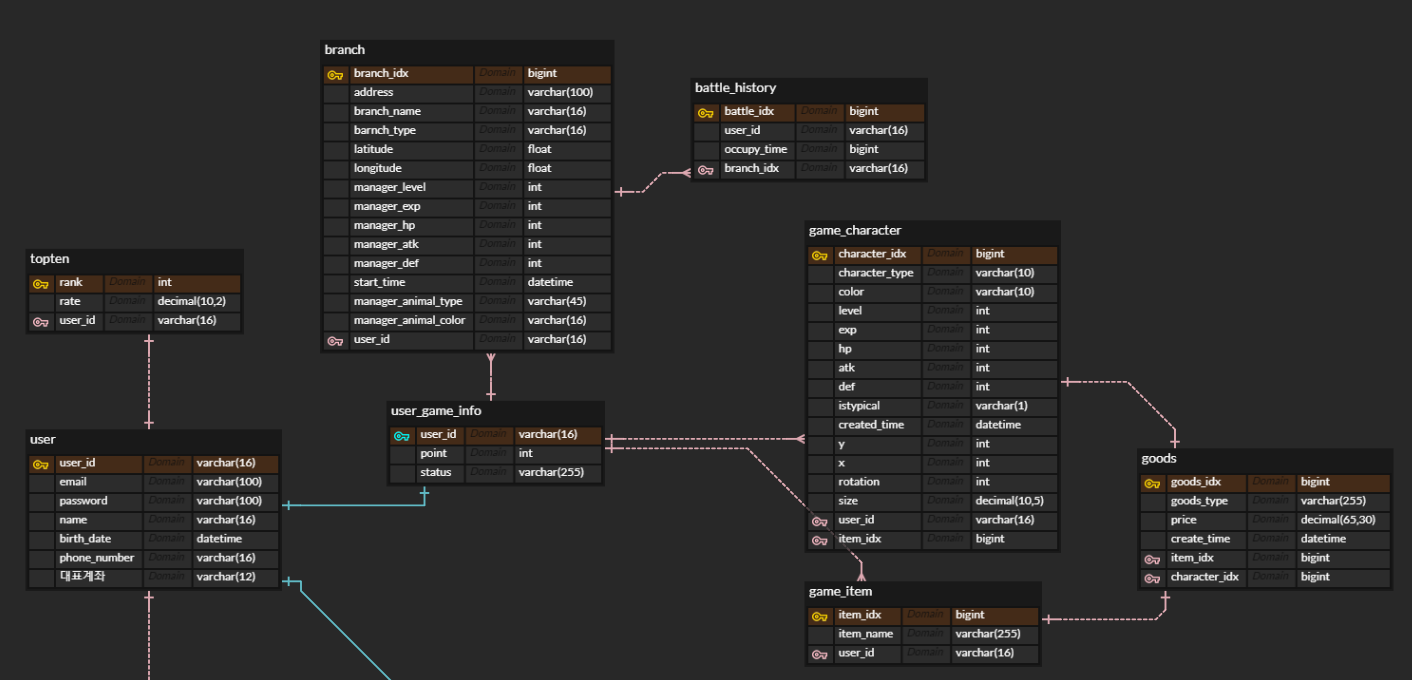 branch
branch_idx Domain bigint
address Domain varchar(100)
branch_name Domain varchar(16)
barnch_type Domain varchar(16)
latitude Domain float
longitude Domain float
manager_level Domain int
manager_exp Domain int
manager_hp Domain int
manager_atk Domain int
manager_def Domain int
start_time Domain datetime
manager_animal_type Domain varchar(45)
manager_animal_color Domain varchar(16)
user_id Domain varchar(16)
battle_history
battle_idx Domain bigint
user_id Domain varchar(16)
occupy_time Domain bigint
branch_idx Domain varchar(16)
topten
rank Domain int
rate Domain decimal(10,2)
user_id Domain varchar(16)
game_character
character_idx Domain bigint
character_type Domain varchar(10)
color Domain varchar(10)
level Domain int
exp Domain int
hp Domain int
atk Domain int
def Domain int
istypical Domain varchar(1)
created_time Domain datetime
y Domain int
x Domain int
rotation Domain int
size Domain decimal(10,5)
user_id Domain varchar(16)
item_idx Domain bigint
user_game_info
user_id Domain varchar(16)
point Domain int
status Domain varchar(255)
user
user_id Domain varchar(16)
email Domain varchar(100)
password Domain varchar(100)
name Domain varchar(16)
birth_date Domain datetime
phone_number Domain varchar(16)
대표계좌 Domain varchar(12)
goods
goods_idx Domain bigint
goods_type Domain varchar(255)
price Domain decimal(65,30)
create_time Domain datetime
item_idx Domain bigint
character_idx Domain bigint
game_item
item_idx Domain bigint
item_name Domain varchar(255)
user_id Domain varchar(16)